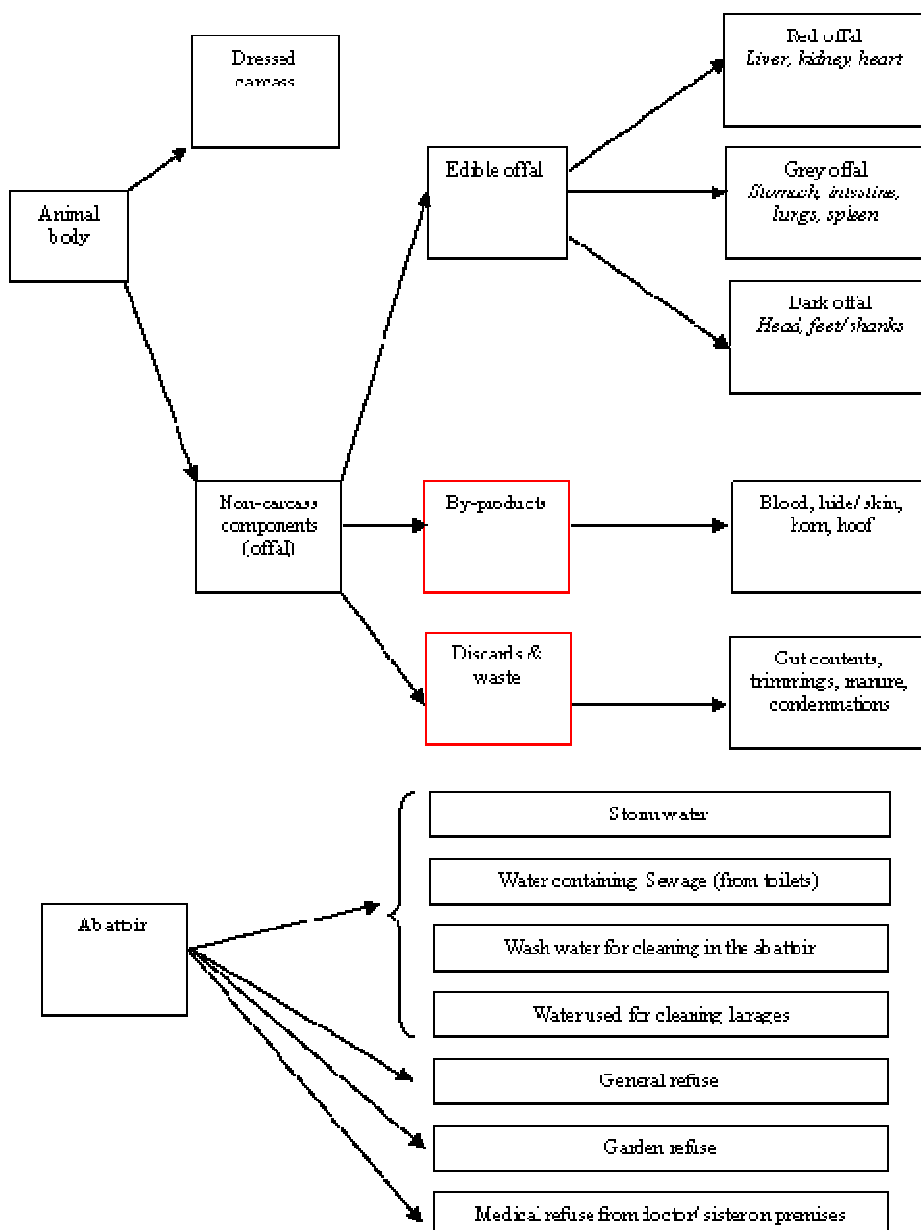 Dressed
carcass
Animal
body
Edible offal
Red offal
Liver, kidney, heart
Grey offal
Stomach, intestine,
lungs, spleen
Dark offal
Head, feet/ shanks
Non-carcass
components
(offal)
By-products
Blood, hide/ skin,
horn, hoof
Discards &
waste
Gut contents,
trimmings, manure,
condemnations
Abattoir
Storm water
Water containing Sewage (from toilets)
Wash water for cleaning in the abattoir
Water used for cleaning larages
General refuse
Garden refuse
Medical refuse from doctor/ sister on premises